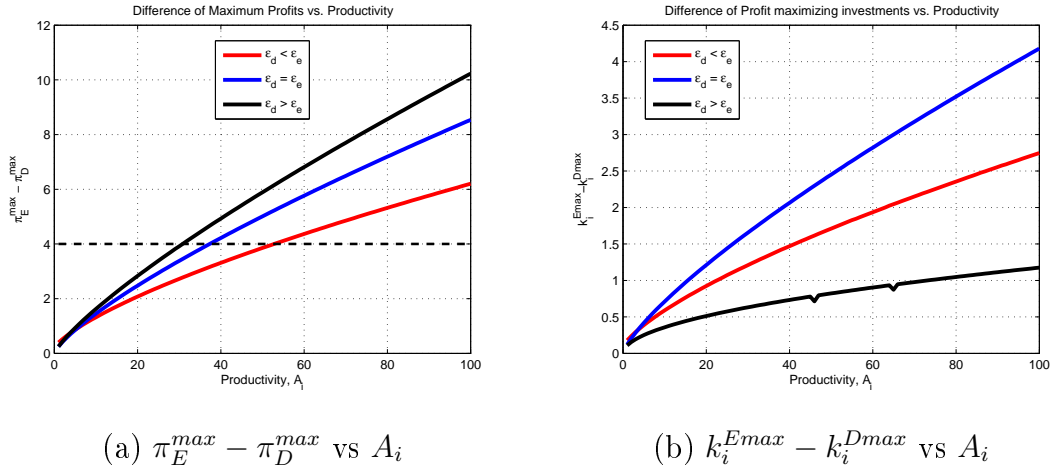 Difference of Maximum Profits vs. Productivity
12
10
8
6
4
2
0
ε_d < ε_e
ε_d = ε_e
ε_d > ε_e
π_E^max − π_D^max
0 20 40 60 80 100
Productivity, A_i
(a) π_E^{max} − π_D^{max} vs A_i
Difference of Profit maximizing investments vs. Productivity
4.5
4
3.5
3
2.5
2
1.5
1
0.5
0
ε_d < ε_e
ε_d = ε_e
ε_d > ε_e
k_i^Emax−k_i^Dmax
0 20 40 60 80 100
Productivity, A_i
(b) k_i^{Emax} − k_i^{Dmax} vs A_i